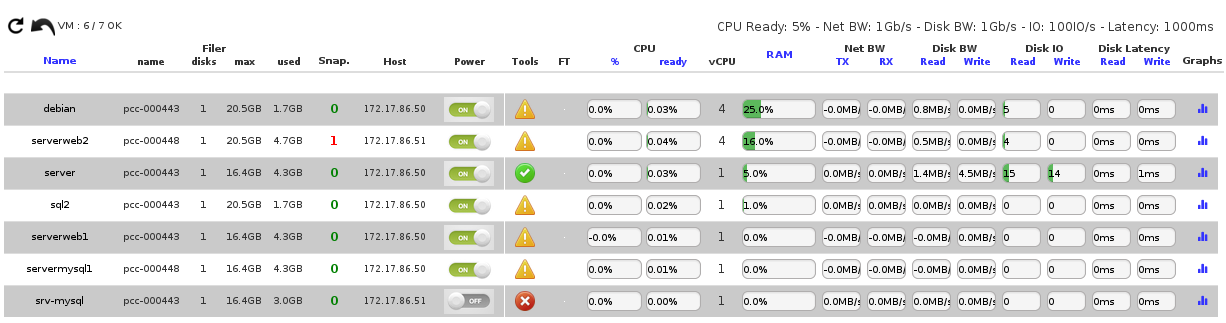 VM : 6 / 7 OK
CPU Ready: 5% - Net BW: 1Gb/s - Disk BW: 1Gb/s - IO: 100IO/s - Latency: 1000ms
Filer CPU Net BW Disk BW Disk IO Disk Latency
Name name disks max used Snap. Host Power Tools FT % ready vCPU RAM TX RX Read Write Read Write Read Write Graphs
debian pcc-000443 1 20.5GB 1.7GB 0 172.17.86.50 ON 0.0% 0.03% 4 25.0% -0.0MB/ -0.0MB/ 0.8MB/s 0.0MB/s 5 0 0ms 0ms
serverweb2 pcc-000448 1 20.5GB 4.7GB 1 172.17.86.51 ON 0.0% 0.04% 4 16.0% -0.0MB/ -0.0MB/ 0.5MB/s 0.0MB/s 4 0 0ms 0ms
server pcc-000443 1 16.4GB 4.3GB 0 172.17.86.50 ON 0.0% 0.03% 1 5.0% 0.0MB/s 0.0MB/s 1.4MB/s 4.5MB/s 15 14 0ms 1ms
sql2 pcc-000443 1 20.5GB 1.7GB 0 172.17.86.50 ON 0.0% 0.02% 1 1.0% 0.0MB/s 0.0MB/s 0.0MB/s 0.0MB/s 0 0 0ms 0ms
serverweb1 pcc-000448 1 16.4GB 4.3GB 0 172.17.86.50 ON -0.0% 0.01% 1 0.0% -0.0MB/ -0.0MB/ -0.0MB/ -0.0MB/ 0 0 0ms 0ms
servermysql1 pcc-000448 1 16.4GB 4.3GB 0 172.17.86.50 ON 0.0% 0.01% 1 0.0% -0.0MB/ -0.0MB/ -0.0MB/ -0.0MB/ 0 0 0ms 0ms
srv-mysql pcc-000443 1 16.4GB 3.0GB 0 172.17.86.51 OFF 0.0% 0.00% 1 0.0% 0.0MB/s 0.0MB/s 0.0MB/s 0.0MB/s 0 0 0ms 0ms